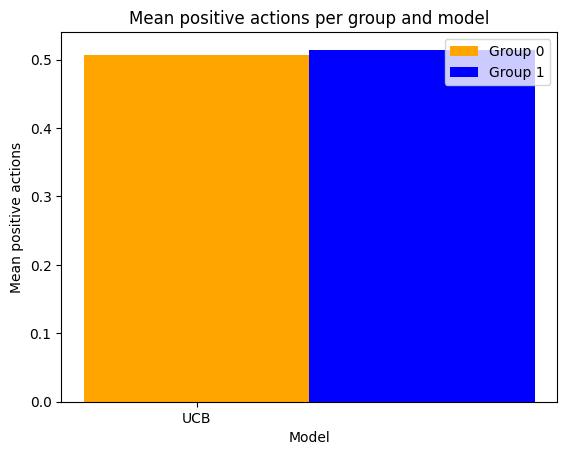 Mean positive actions per group and model
Group 0
Group 1
Mean positive actions
0.5
0.4
0.3
0.2
0.1
0.0
UCB
Model